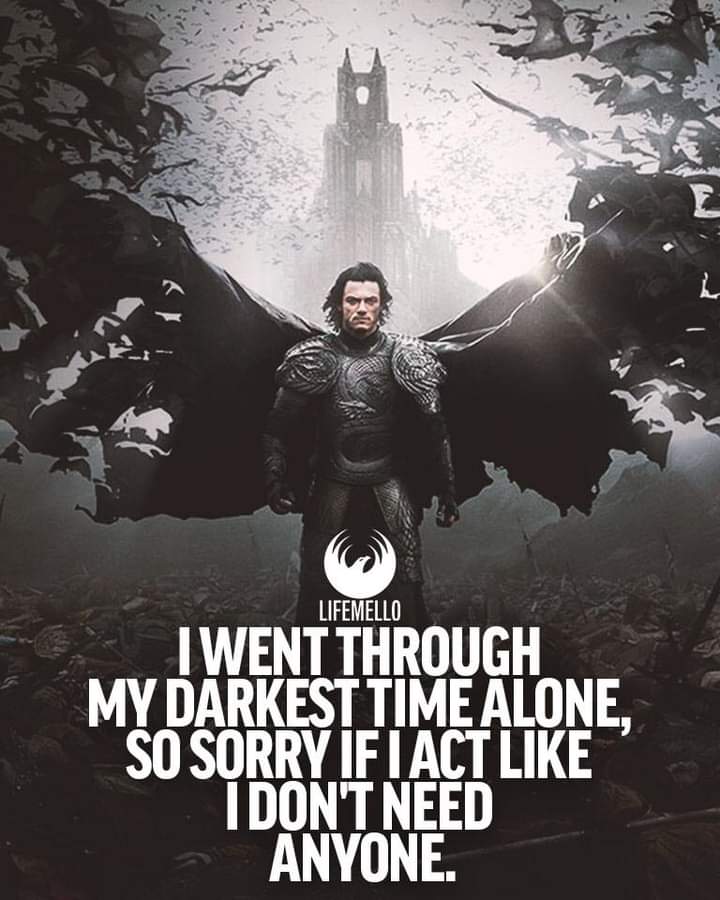 LIFEMELLO
I WENT THROUGH
MY DARKEST TIME ALONE,
SO SORRY IF I ACT LIKE
I DON'T NEED
ANYONE.